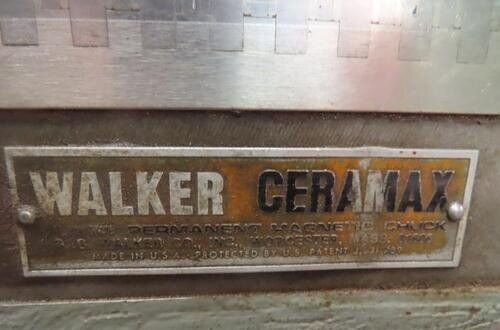 WALKER CERAMAX
PERMANENT MAGNETIC CHUCK
WALKER CO., INC., WORCESTER, MASS.
MADE IN U.S.A. - PROTECTED BY U.S. PATENT